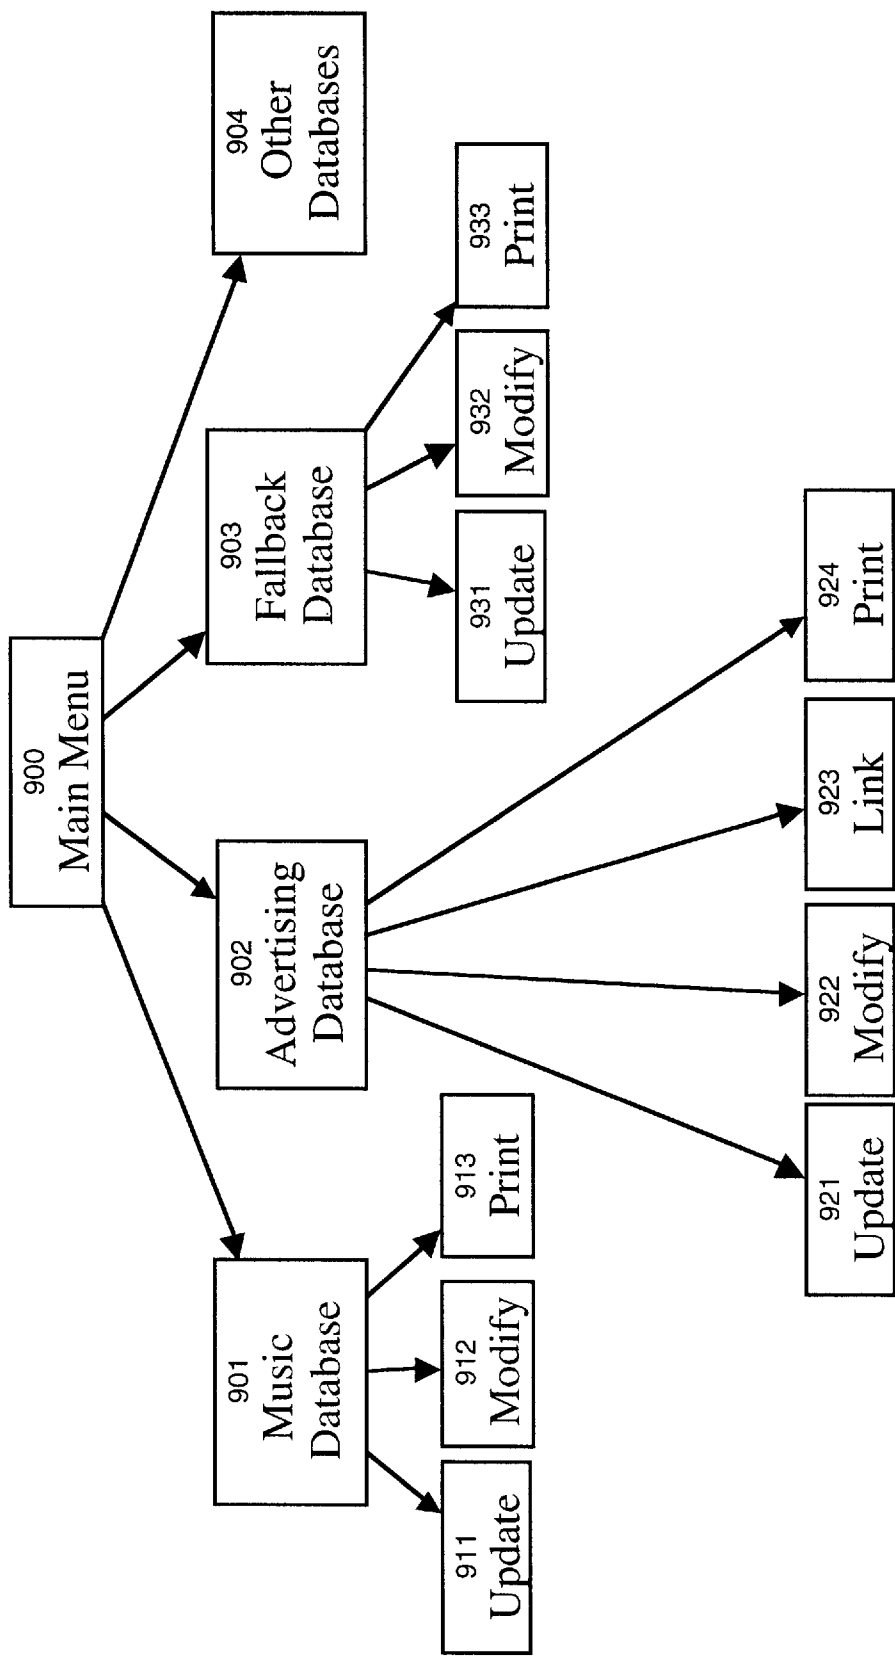 900
Main Menu
901
Music
Database
902
Advertising
Database
903
Fallback
Database
904
Other
Databases
911
Update
912
Modify
913
Print
931
Update
932
Modify
933
Print
921
Update
922
Modify
923
Link
924
Print